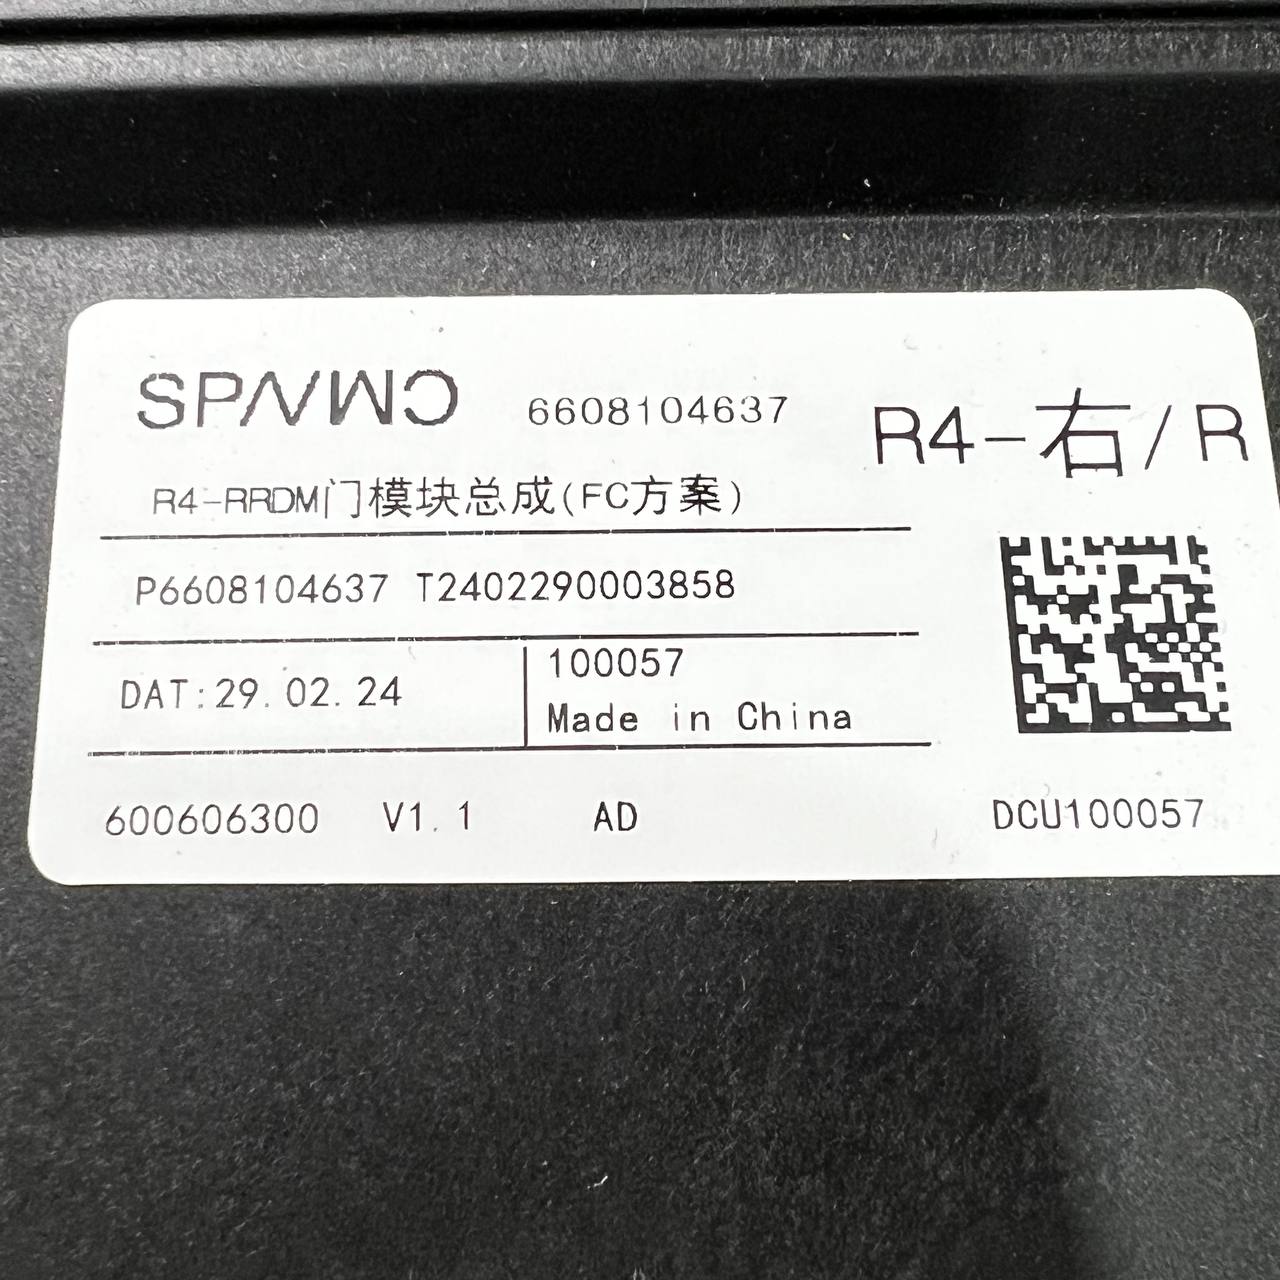 6608104637
R4-右/R
R4-RRDM门模块总成(FC方案)
P6608104637 T2402290003858
DAT:29.02.24
100057
Made in China
600606300 V1.1 AD
DCU100057